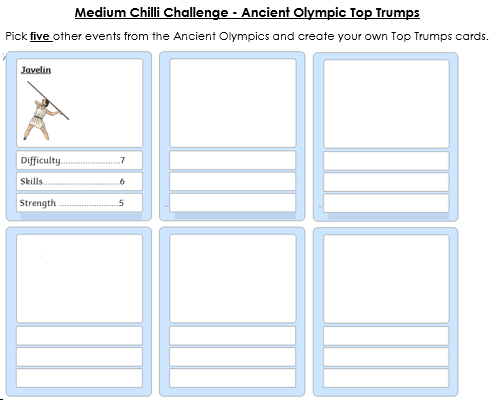 Medium Chilli Challenge - Ancient Olympic Top Trumps
Pick five other events from the Ancient Olympics and create your own Top Trumps cards.
Javelin
Difficulty.......................7
Skills..............................6
Strength .......................5